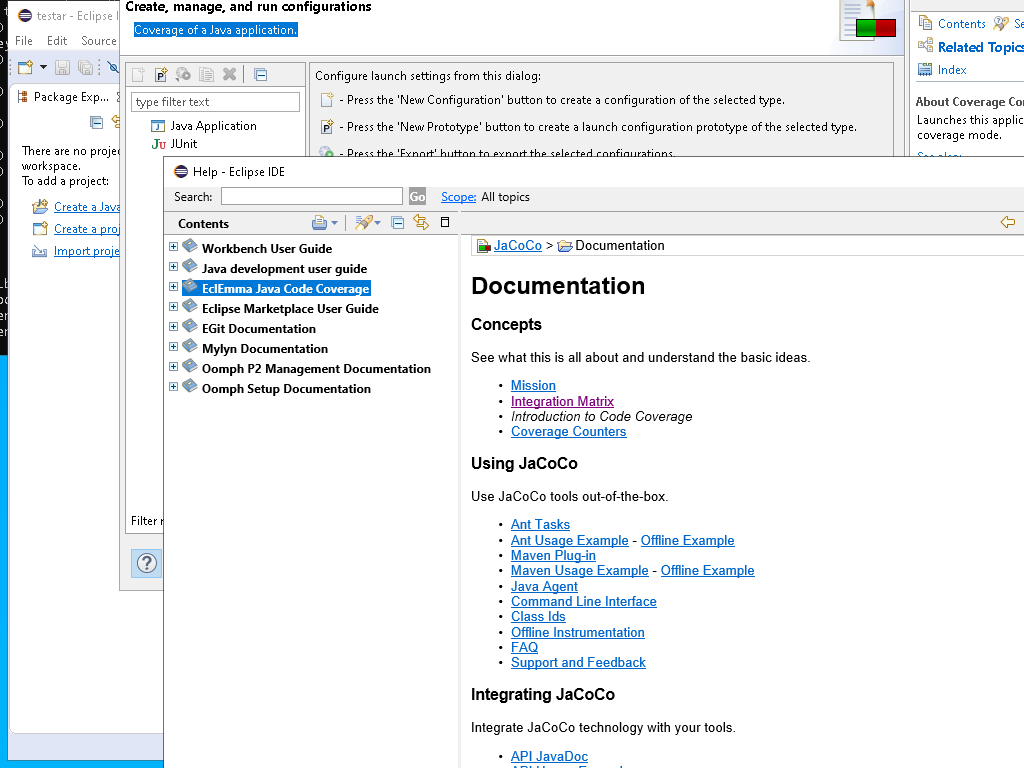 testar - Eclipse
File Edit Source
Package Exp...
There are no
workspace.
To add a project:
Create a Java
Create a
Import
Create, manage, and run configurations
Coverage of a Java application.
type filter text
Java Application
JUnit
Filter
Configure launch settings from this dialog:
- Press the 'New Configuration' button to create a configuration of the selected type.
- Press the 'New Prototype' button to create a launch configuration prototype of the selected type.
- Press the 'Export' button to export the selected configurations.
Contents
Related Topics
Index
About Coverage
Launches this
coverage mode.
See also:
Help - Eclipse IDE
Search: Go Scope: All topics
Contents
Workbench User Guide
Java development user guide
EclEmma Java Code Coverage
Eclipse Marketplace User Guide
EGit Documentation
Mylyn Documentation
Oomph P2 Management Documentation
Oomph Setup Documentation
JaCoCo > Documentation
Documentation
Concepts
See what this is all about and understand the basic ideas.
• Mission
• Integration Matrix
• Introduction to Code Coverage
• Coverage Counters
Using JaCoCo
Use JaCoCo tools out-of-the-box.
• Ant Tasks
• Ant Usage Example - Offline Example
• Maven Plug-in
• Maven Usage Example - Offline Example
• Java Agent
• Command Line Interface
• Class Ids
• Offline Instrumentation
• FAQ
• Support and Feedback
Integrating JaCoCo
Integrate JaCoCo technology with your tools.
• API JavaDoc